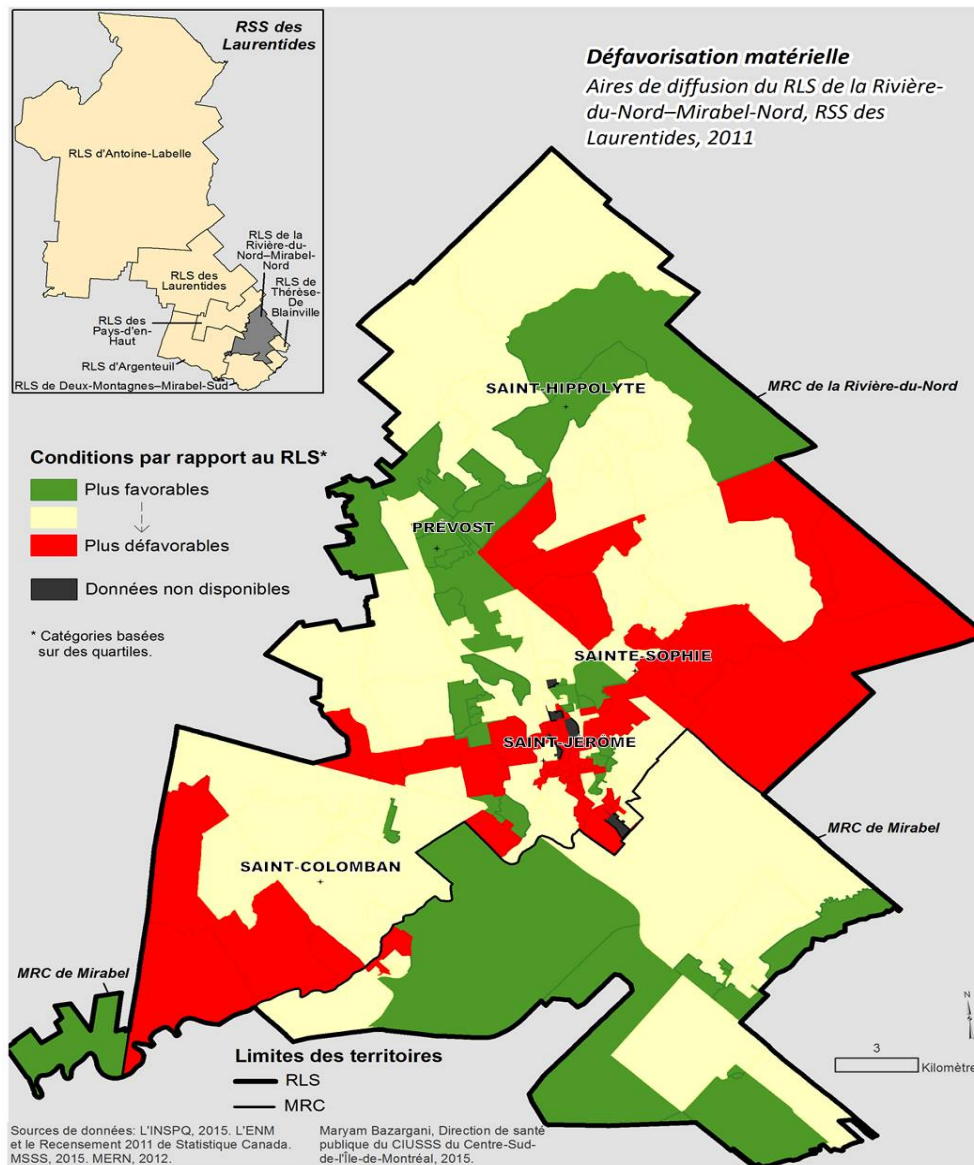 RSS des
Laurentides
RLS d'Antoine-Labelle
RLS de la
Rivière-du-
Nord–Mirabel-
Nord
RLS des
Laurentides
RLS de
Thérèse-
De
Blainville
RLS des
Pays-d'en-
Haut
RLS d'Argenteuil
RLS de Deux-Montagnes–Mirabel-Sud
Défavorisation matérielle
Aires de diffusion du RLS de la Rivière-
du-Nord–Mirabel-Nord, RSS des
Laurentides, 2011
Conditions par rapport au RLS*
Plus favorables
Plus défavorables
Données non disponibles
* Catégories basées
sur des quartiles.
SAINT-HIPPOLYTE
MRC de la Rivière-du-Nord
PRÉVOST
SAINTE-SOPHIE
SAINT-JÉRÔME
MRC de Mirabel
SAINT-COLOMBAN
MRC de Mirabel
N
3
Kilomètre
Limites des territoires
RLS
MRC
Sources de données: L'INSPQ, 2015. L'ENM
et le Recensement 2011 de Statistique Canada.
MSSS, 2015. MERN, 2012.
Maryam Bazargani, Direction de santé
publique du CIUSSS du Centre-Sud-
de-l'Île-de-Montréal, 2015.